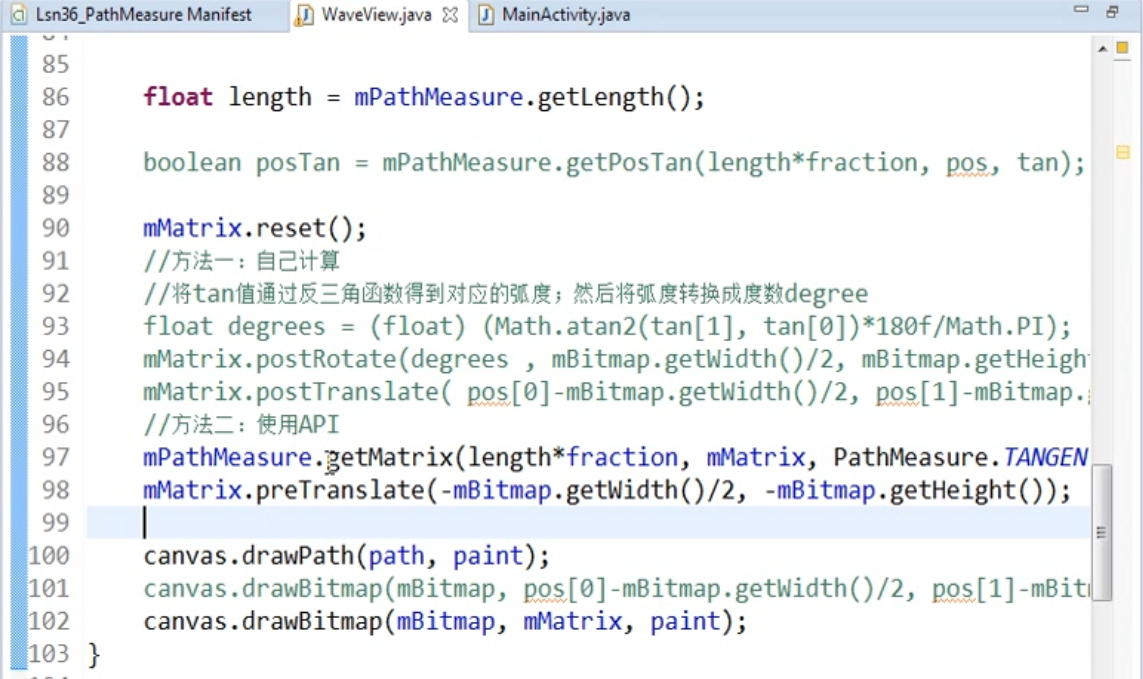 Lsn36_PathMeasure Manifest WaveView.java MainActivity.java
85
86 float length = mPathMeasure.getLength();
87
88 boolean posTan = mPathMeasure.getPosTan(length*fraction, pos, tan);
89
90 mMatrix.reset();
91 //方法一：自己计算
92 //将tan值通过反三角函数得到对应的弧度；然后将弧度转换成度数degree
93 float degrees = (float) (Math.atan2(tan[1], tan[0])*180f/Math.PI);
94 mMatrix.postRotate(degrees , mBitmap.getWidth()/2, mBitmap.getHeigh
95 mMatrix.postTranslate( pos[0]-mBitmap.getWidth()/2, pos[1]-mBitmap.
96 //方法二：使用API
97 mPathMeasure.getMatrix(length*fraction, mMatrix, PathMeasure.TANGEN
98 mMatrix.preTranslate(-mBitmap.getWidth()/2, -mBitmap.getHeight());
99
100 canvas.drawPath(path, paint);
101 canvas.drawBitmap(mBitmap, pos[0]-mBitmap.getWidth()/2, pos[1]-mBit
102 canvas.drawBitmap(mBitmap, mMatrix, paint);
103 }